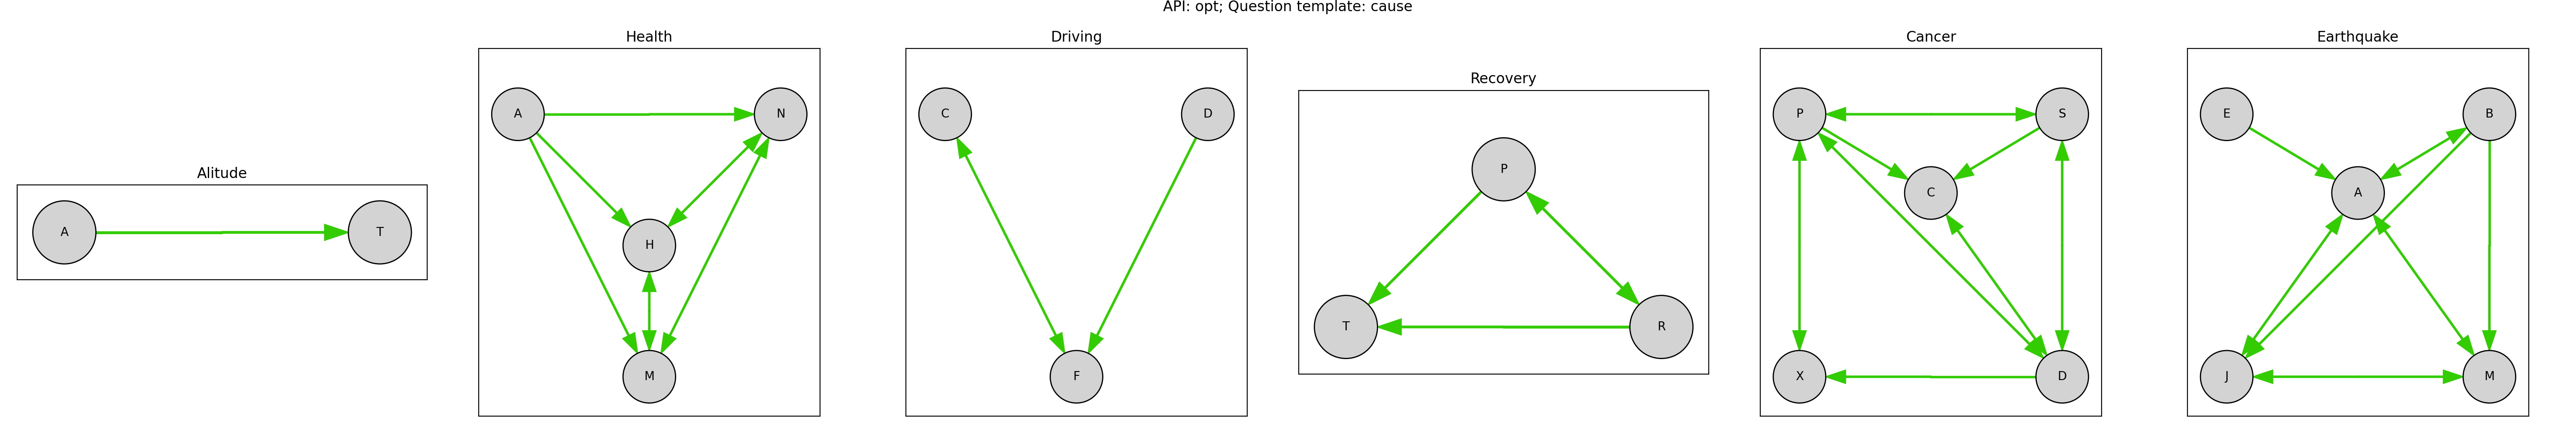 API: opt; Question template: cause
Alitude
A
T
Health
A
N
H
M
Driving
C
D
F
Recovery
P
T
R
Cancer
P
S
C
X
D
Earthquake
E
B
A
J
M